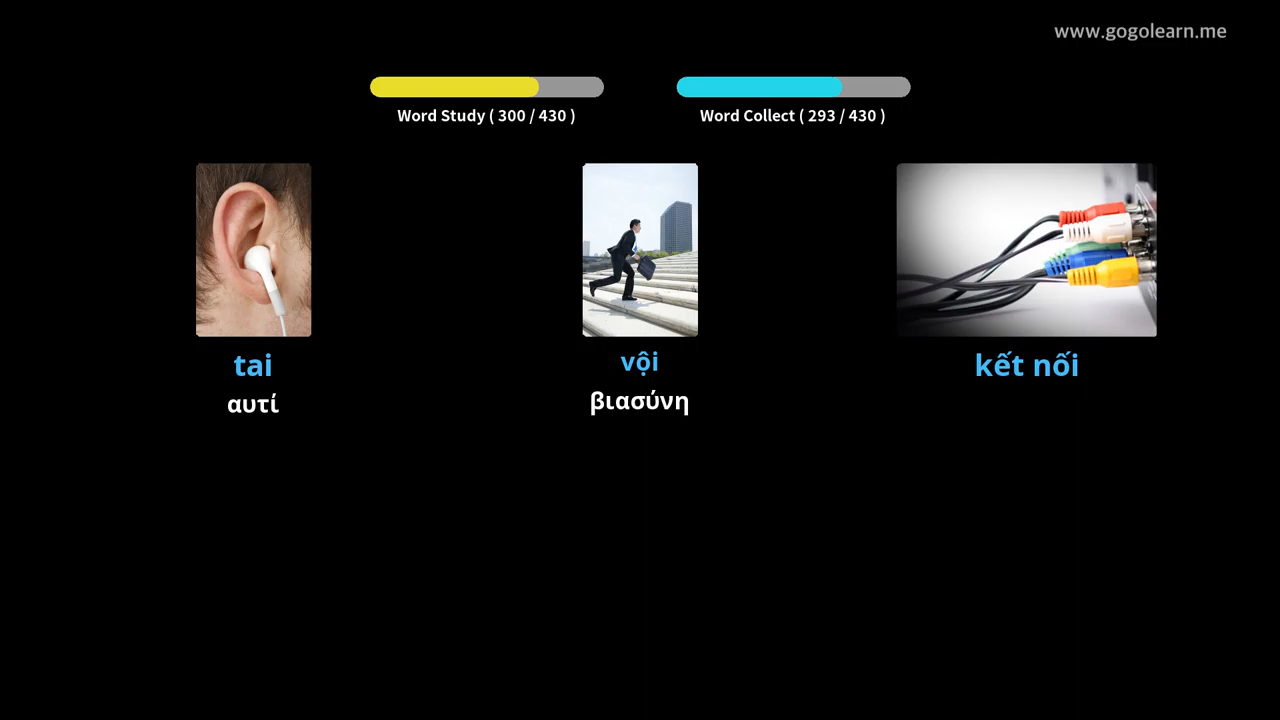 www.gogolearn.me
Word Study ( 300 / 430 )
Word Collect ( 293 / 430 )
tai
αυτί
vội
βιασύνη
kết nối